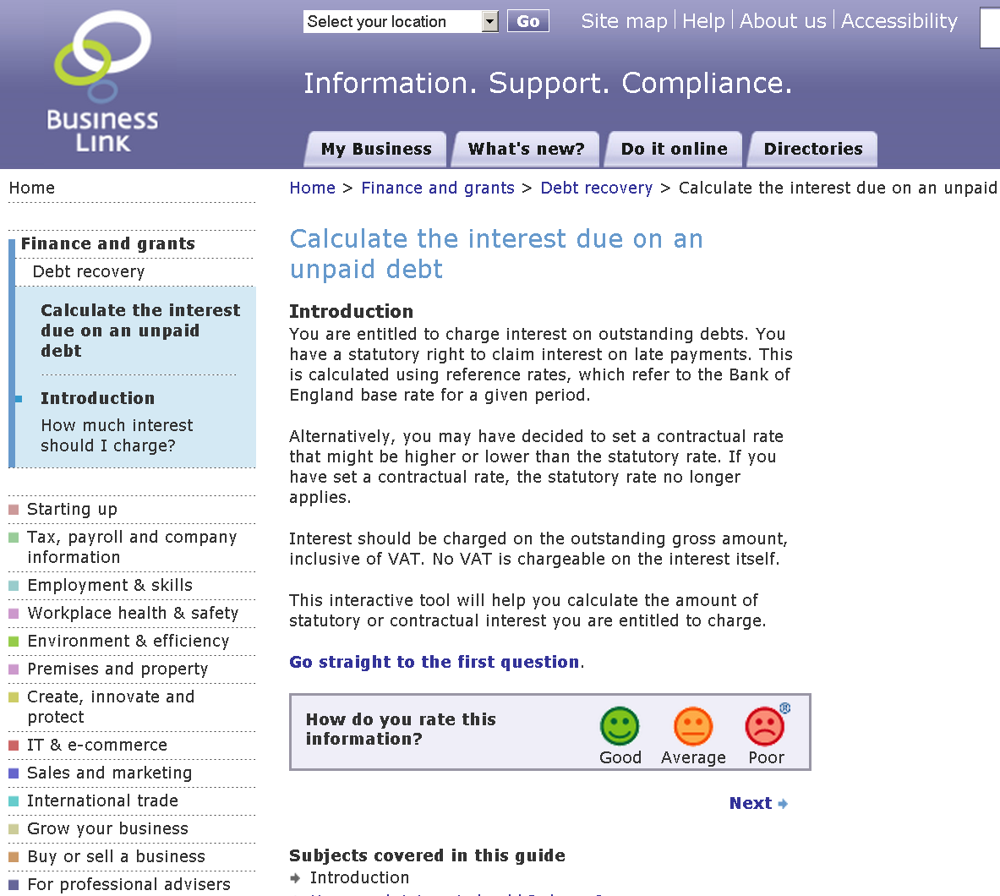 Business
Link
Select your location
Go
Site map Help About us Accessibility
Information. Support. Compliance.
My Business What's new? Do it online Directories
Home
Finance and grants
Debt recovery
Calculate the interest
due on an unpaid
debt
Introduction
How much interest
should I charge?
Starting up
Tax, payroll and company
information
Employment & skills
Workplace health & safety
Environment & efficiency
Premises and property
Create, innovate and
protect
IT & e-commerce
Sales and marketing
International trade
Grow your business
Buy or sell a business
For professional advisers
Home > Finance and grants > Debt recovery > Calculate the interest due on an unpaid
Calculate the interest due on an
unpaid debt
Introduction
You are entitled to charge interest on outstanding debts. You
have a statutory right to claim interest on late payments. This
is calculated using reference rates, which refer to the Bank of
England base rate for a given period.
Alternatively, you may have decided to set a contractual rate
that might be higher or lower than the statutory rate. If you
have set a contractual rate, the statutory rate no longer
applies.
Interest should be charged on the outstanding gross amount,
inclusive of VAT. No VAT is chargeable on the interest itself.
This interactive tool will help you calculate the amount of
statutory or contractual interest you are entitled to charge.
Go straight to the first question.
How do you rate this
information?
®
Good Average Poor
Next
Subjects covered in this guide
Introduction